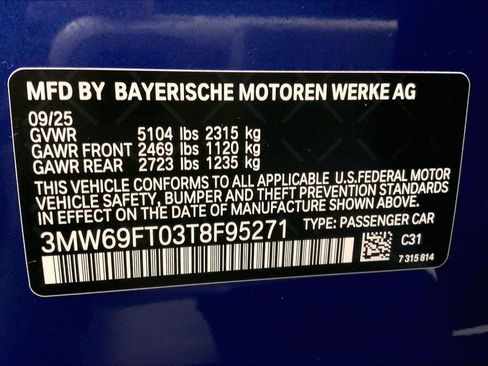 MFD BY BAYERISCHE MOTOREN WERKE AG
09/25
GVWR 5104 lbs 2315 kg
GAWR FRONT 2469 lbs 1120 kg
GAWR REAR 2723 lbs 1235 kg
THIS VEHICLE CONFORMS TO ALL APPLICABLE U.S.FEDERAL MOTOR
VEHICLE SAFETY, BUMPER AND THEFT PREVENTION STANDARDS
IN EFFECT ON THE DATE OF MANUFACTURE SHOWN ABOVE.
3MW69FT03T8F95271 TYPE: PASSENGER CAR
C31
7 315 814